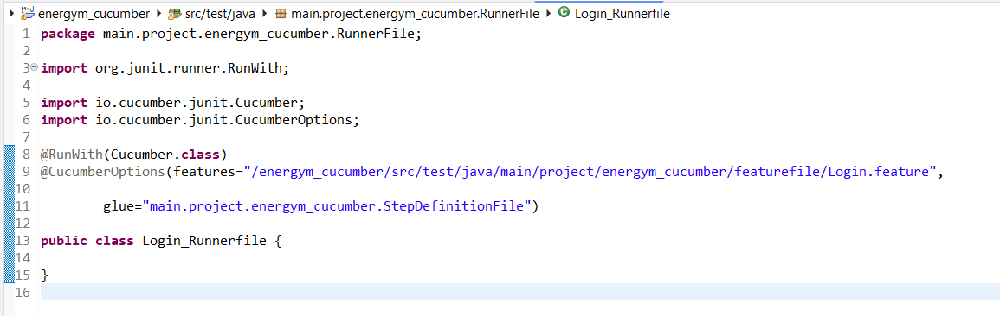 energym_cucumber src/test/java main.project.energym_cucumber.RunnerFile Login_Runnerfile
1 package main.project.energym_cucumber.RunnerFile;
2
3 import org.junit.runner.RunWith;
4
5 import io.cucumber.junit.Cucumber;
6 import io.cucumber.junit.CucumberOptions;
7
8 @RunWith(Cucumber.class)
9 @CucumberOptions(features="/energym_cucumber/src/test/java/main/project/energym_cucumber/featurefile/Login.feature",
10
11 glue="main.project.energym_cucumber.StepDefinitionFile")
12
13 public class Login_Runnerfile {
14
15 }
16